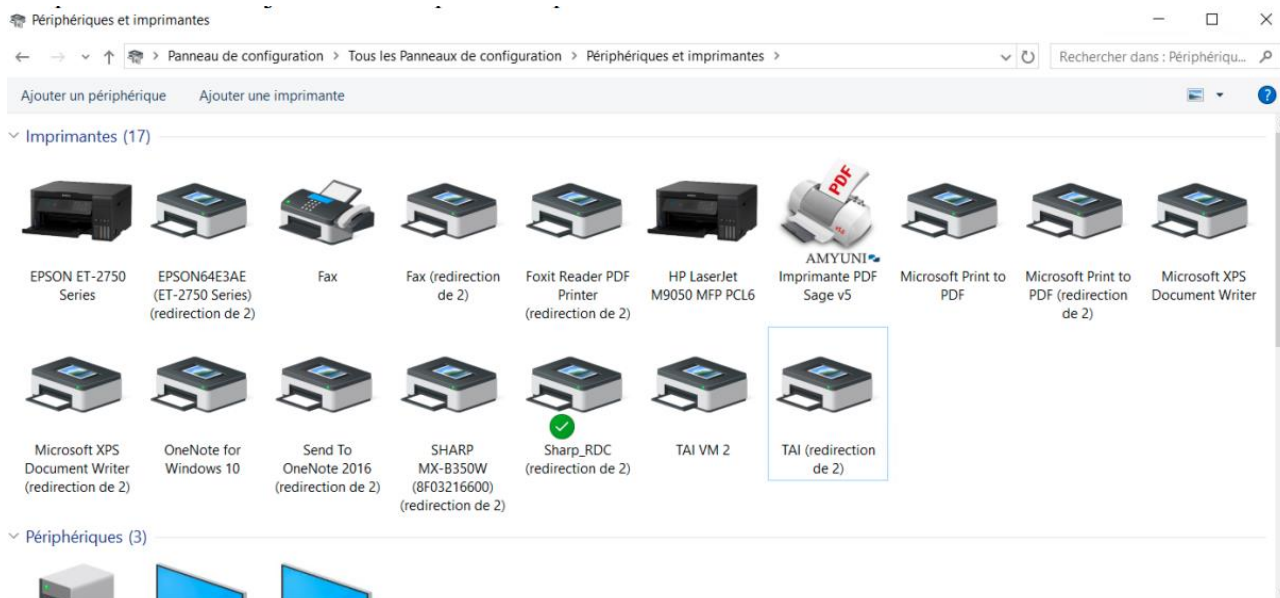 Périphériques et imprimantes
Panneau de configuration > Tous les Panneaux de configuration > Périphériques et imprimantes >
Rechercher dans : Périphériqu...
Ajouter un périphérique Ajouter une imprimante
Imprimantes (17)
PDF
AMYUNI
EPSON ET-2750 Series
EPSON64E3AE (ET-2750 Series) (redirection de 2)
Fax
Fax (redirection de 2)
Foxit Reader PDF Printer (redirection de 2)
HP LaserJet M9050 MFP PCL6
Imprimante PDF Sage v5
Microsoft Print to PDF
Microsoft Print to PDF (redirection de 2)
Microsoft XPS Document Writer
Microsoft XPS Document Writer (redirection de 2)
OneNote for Windows 10
Send To OneNote 2016 (redirection de 2)
SHARP MX-B350W (8F03216600) (redirection de 2)
Sharp_RDC (redirection de 2)
TAI VM 2
TAI (redirection de 2)
Périphériques (3)